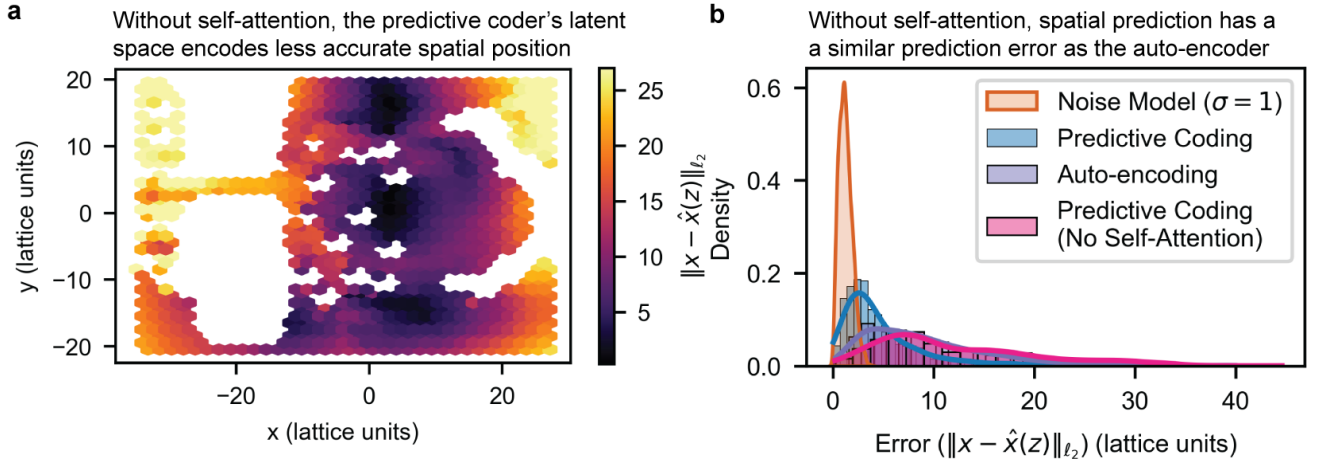 a
Without self-attention, the predictive coder's latent
space encodes less accurate spatial position
20
10
0
−10
−20
y (lattice units)
−20
0
20
x (lattice units)
25
20
15
10
5
‖x − x̂(z)‖ℓ₂
b
Without self-attention, spatial prediction has a
a similar prediction error as the auto-encoder
0.6
0.4
0.2
0.0
Density
Noise Model (σ = 1)
Predictive Coding
Auto-encoding
Predictive Coding
(No Self-Attention)
0
10
20
30
40
Error (‖x − x̂(z)‖ℓ₂) (lattice units)